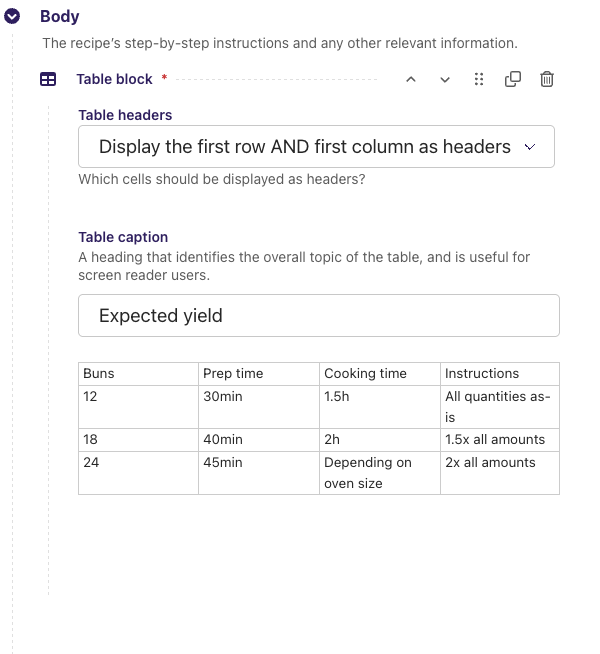 Body
The recipe’s step-by-step instructions and any other relevant information.
Table block *
Table headers
Display the first row AND first column as headers
Which cells should be displayed as headers?
Table caption
A heading that identifies the overall topic of the table, and is useful for
screen reader users.
Expected yield
Buns Prep time Cooking time Instructions
12 30min 1.5h All quantities as-
is
18 40min 2h 1.5x all amounts
24 45min Depending on 2x all amounts
oven size